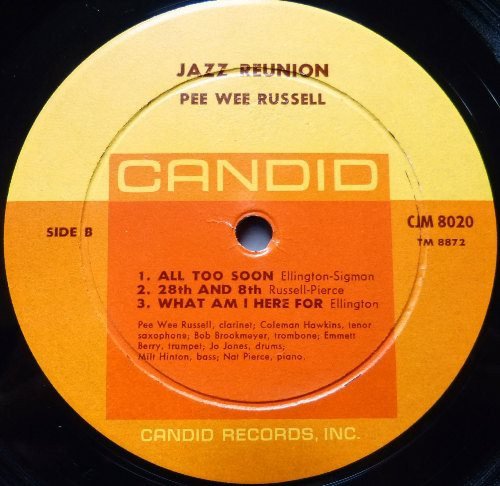 JAZZ REUNION
PEE WEE RUSSELL
CANDID
SIDE B
CJM 8020
TM 8872
1. ALL TOO SOON Ellington-Sigman
2. 28th AND 8th Russell-Pierce
3. WHAT AM I HERE FOR Ellington
Pee Wee Russell, clarinet; Coleman Hawkins, tenor
saxophone; Bob Brookmeyer, trombone; Emmett
Berry, trumpet; Jo Jones, drums;
Milt Hinton, bass; Nat Pierce, piano.
CANDID RECORDS, INC.